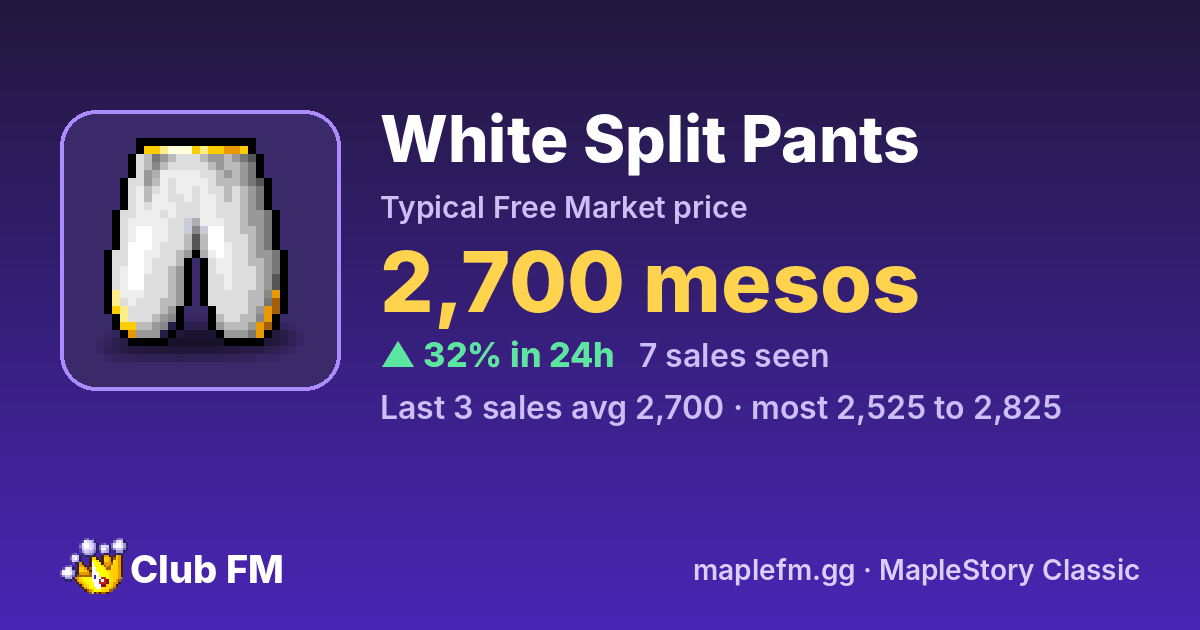 White Split Pants
Typical Free Market price
2,700 mesos
▲ 32% in 24h 7 sales seen
Last 3 sales avg 2,700 · most 2,525 to 2,825
Club FM
maplefm.gg · MapleStory Classic